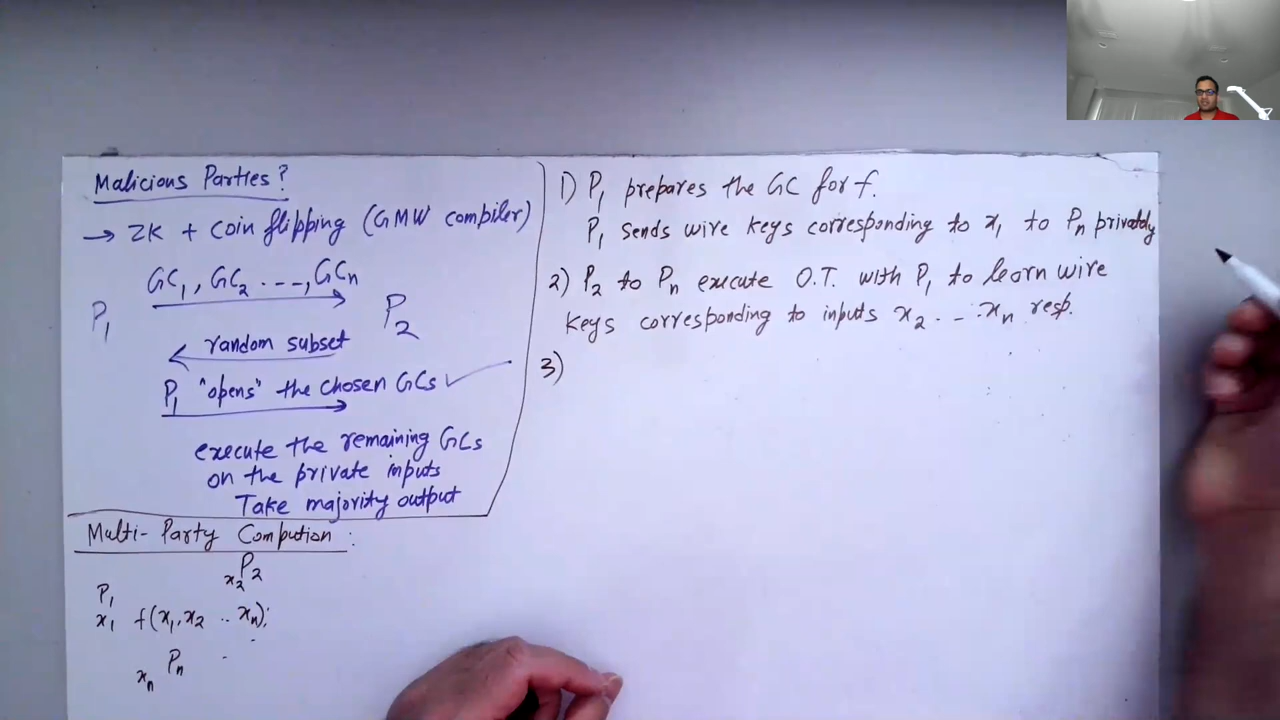 Malicious Parties?
→ ZK + coin flipping (GMW compiler)
GC1, GC2 ...., GCn
P1
P2
random subset
P1 "opens" the chosen GCs ✓
execute the remaining GCs
on the private inputs
Take majority output
Multi-Party Compution:
P1
x1
x2 P2
f(x1, x2 .. xn);
xn Pn
1) P1 prepares the GC for f.
P1 sends wire keys corresponding to x1 to Pn privately
2) P2 to Pn execute O.T. with P1 to learn wire
keys corresponding to inputs x2 ... xn resp.
3)